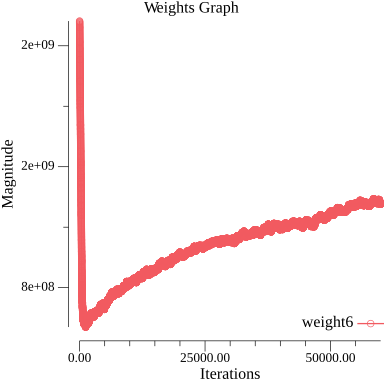 Weights Graph
2e+09
2e+09
8e+08
Magnitude
weight6
0.00 25000.00 50000.00
Iterations